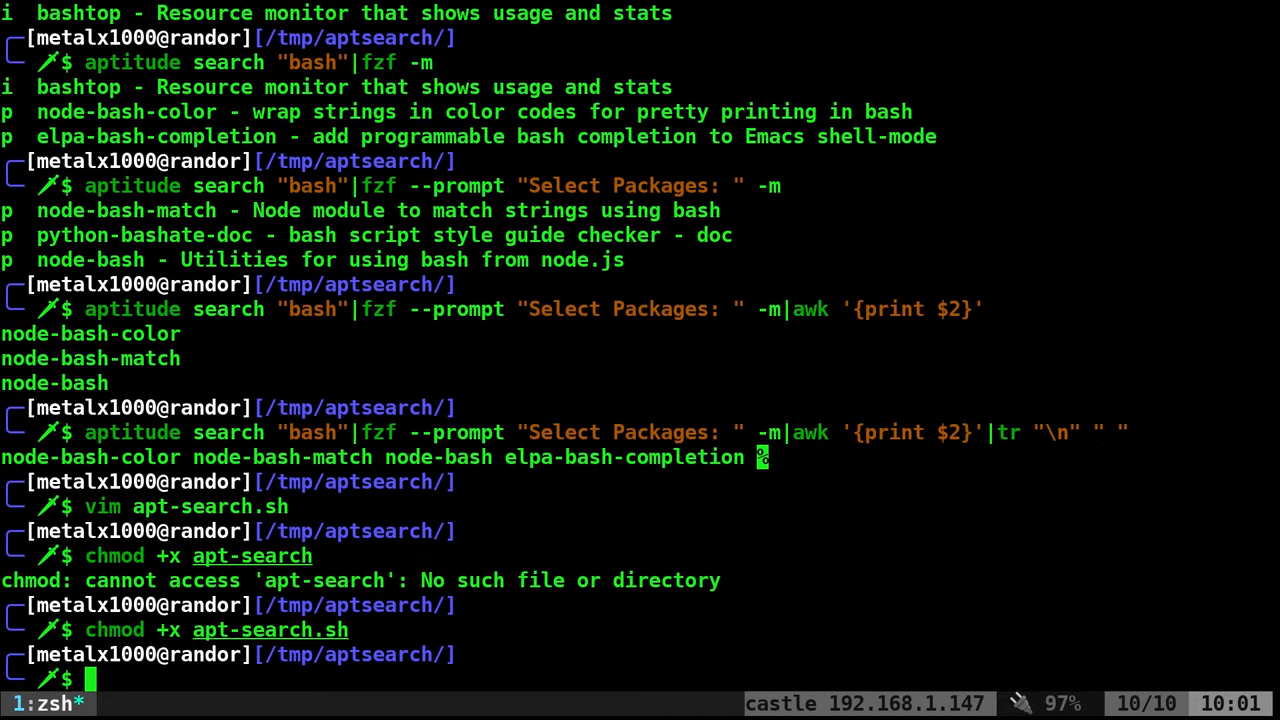 i  bashtop - Resource monitor that shows usage and stats
[metalx1000@randor][/tmp/aptsearch/]
$ aptitude search "bash"|fzf -m
i  bashtop - Resource monitor that shows usage and stats
p  node-bash-color - wrap strings in color codes for pretty printing in bash
p  elpa-bash-completion - add programmable bash completion to Emacs shell-mode
[metalx1000@randor][/tmp/aptsearch/]
$ aptitude search "bash"|fzf --prompt "Select Packages: " -m
p  node-bash-match - Node module to match strings using bash
p  python-bashate-doc - bash script style guide checker - doc
p  node-bash - Utilities for using bash from node.js
[metalx1000@randor][/tmp/aptsearch/]
$ aptitude search "bash"|fzf --prompt "Select Packages: " -m|awk '{print $2}'
node-bash-color
node-bash-match
node-bash
[metalx1000@randor][/tmp/aptsearch/]
$ aptitude search "bash"|fzf --prompt "Select Packages: " -m|awk '{print $2}'|tr "\n" " "
node-bash-color node-bash-match node-bash elpa-bash-completion %
[metalx1000@randor][/tmp/aptsearch/]
$ vim apt-search.sh
[metalx1000@randor][/tmp/aptsearch/]
$ chmod +x apt-search
chmod: cannot access 'apt-search': No such file or directory
[metalx1000@randor][/tmp/aptsearch/]
$ chmod +x apt-search.sh
[metalx1000@randor][/tmp/aptsearch/]
$
1:zsh* castle 192.168.1.147 97% 10/10 10:01